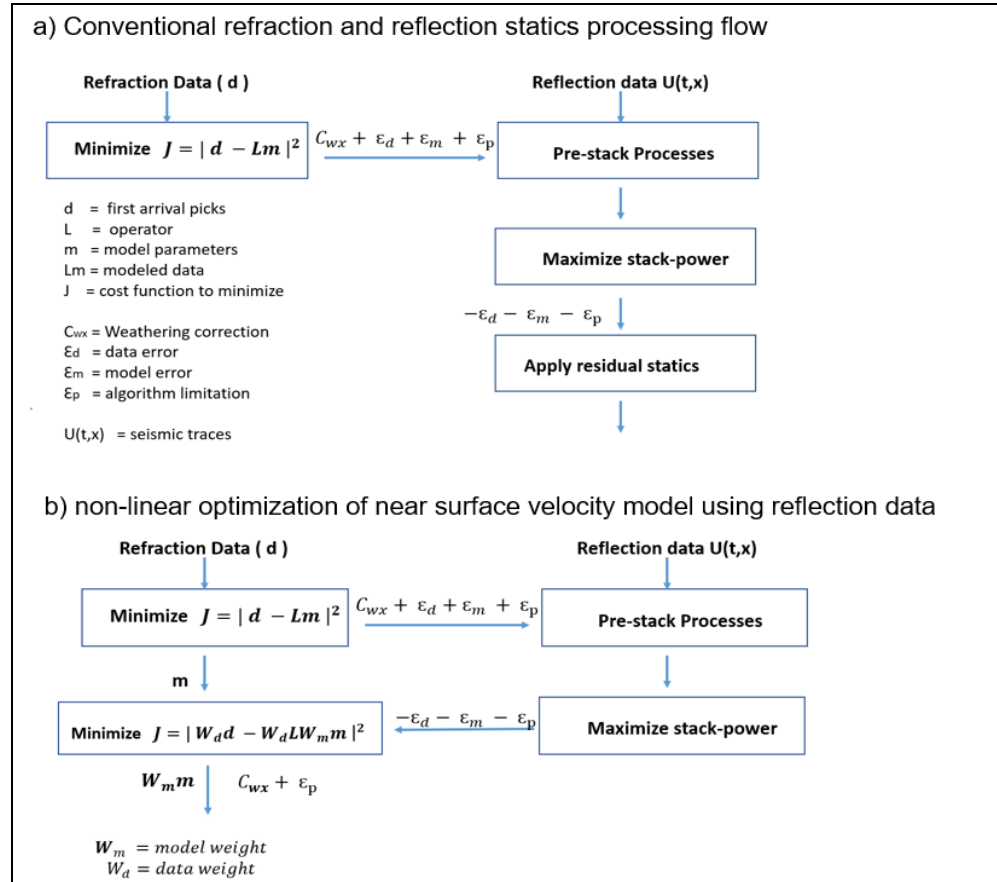 a) Conventional refraction and reflection statics processing flow
Refraction Data ( d )
Reflection data U(t,x)
Minimize J = | d − Lm |²
C_wx + ε_d + ε_m + ε_p
Pre-stack Processes
d = first arrival picks
L = operator
m = model parameters
Lm = modeled data
J = cost function to minimize
Maximize stack-power
−ε_d − ε_m − ε_p
Cwx = Weathering correction
Ɛd = data error
Ɛm = model error
Ɛp = algorithm limitation
Apply residual statics
U(t,x) = seismic traces
b) non-linear optimization of near surface velocity model using reflection data
Refraction Data ( d )
Reflection data U(t,x)
Minimize J = | d − Lm |²
C_wx + ε_d + ε_m + ε_p
Pre-stack Processes
m
Minimize J = | W_d d − W_d L W_m m |²
−ε_d − ε_m − ε_p
Maximize stack-power
W_m m
C_wx + ε_p
W_m = model weight
W_d = data weight